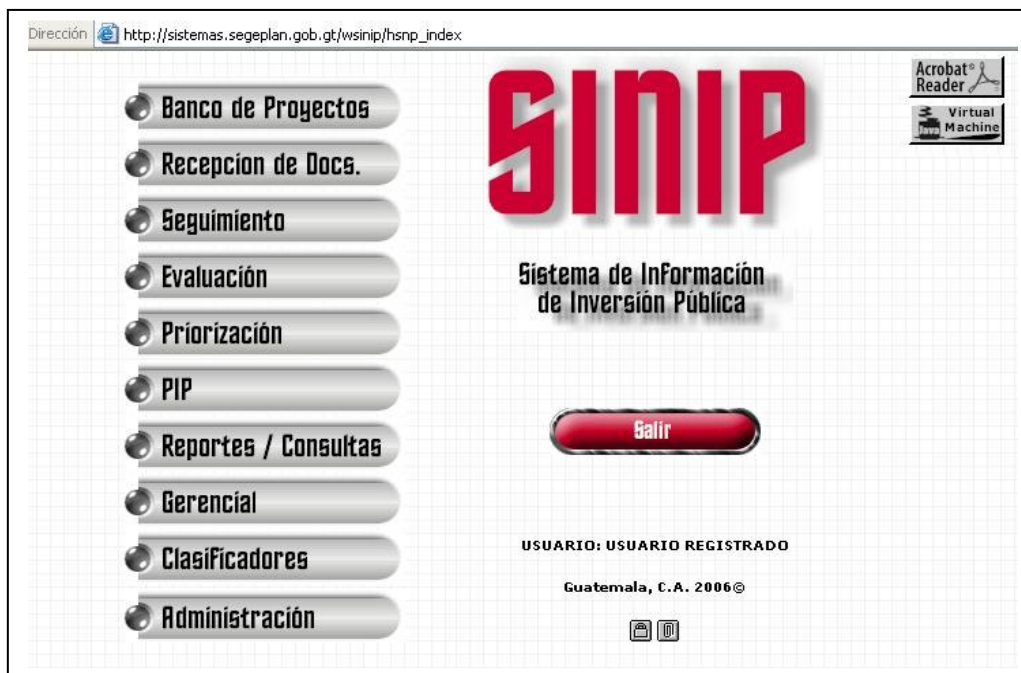 Dirección http://sistemas.segeplan.gob.gt/wsinip/hsnp_index
Banco de Proyectos
Recepcion de Docs.
Seguimiento
Evaluación
Priorización
PIP
Reportes / Consultas
Gerencial
Clasificadores
Administración
SINIP
Sistema de Información
de Inversión Pública
Salir
USUARIO: USUARIO REGISTRADO
Guatemala, C.A. 2006©
Acrobat®
Reader
Virtual
Java Machine